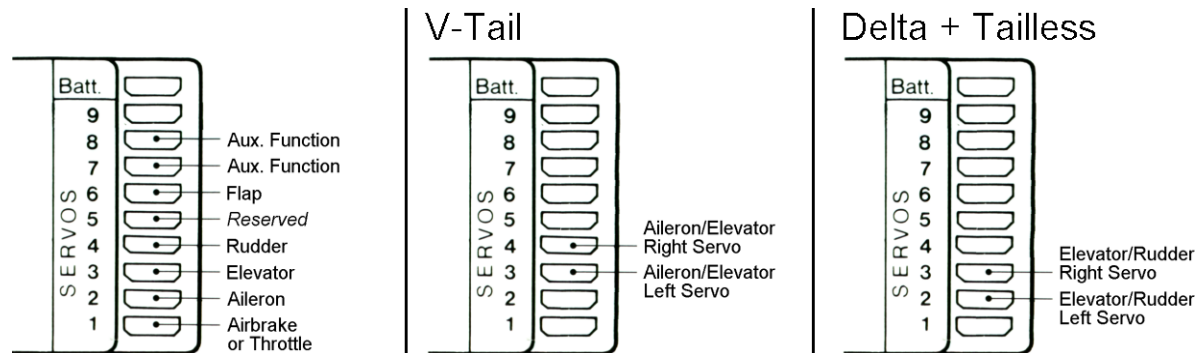 Batt.
9
8
7
6
5
4
3
2
1
SERVOS
Aux. Function
Aux. Function
Flap
Reserved
Rudder
Elevator
Aileron
Airbrake
or Throttle
V-Tail
Batt.
9
8
7
6
5
4
3
2
1
SERVOS
Aileron/Elevator
Right Servo
Aileron/Elevator
Left Servo
Delta + Tailless
Batt.
9
8
7
6
5
4
3
2
1
SERVOS
Elevator/Rudder
Right Servo
Elevator/Rudder
Left Servo